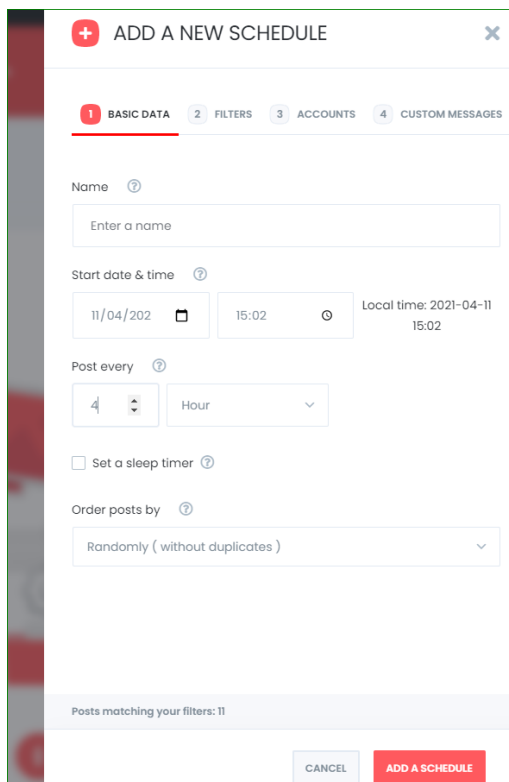 + ADD A NEW SCHEDULE
1 BASIC DATA 2 FILTERS 3 ACCOUNTS 4 CUSTOM MESSAGES
Name ?
Enter a name
Start date & time ?
11/04/202 15:02 Local time: 2021-04-11
15:02
Post every ?
4 Hour
Set a sleep timer ?
Order posts by ?
Randomly ( without duplicates )
Posts matching your filters: 11
CANCEL ADD A SCHEDULE